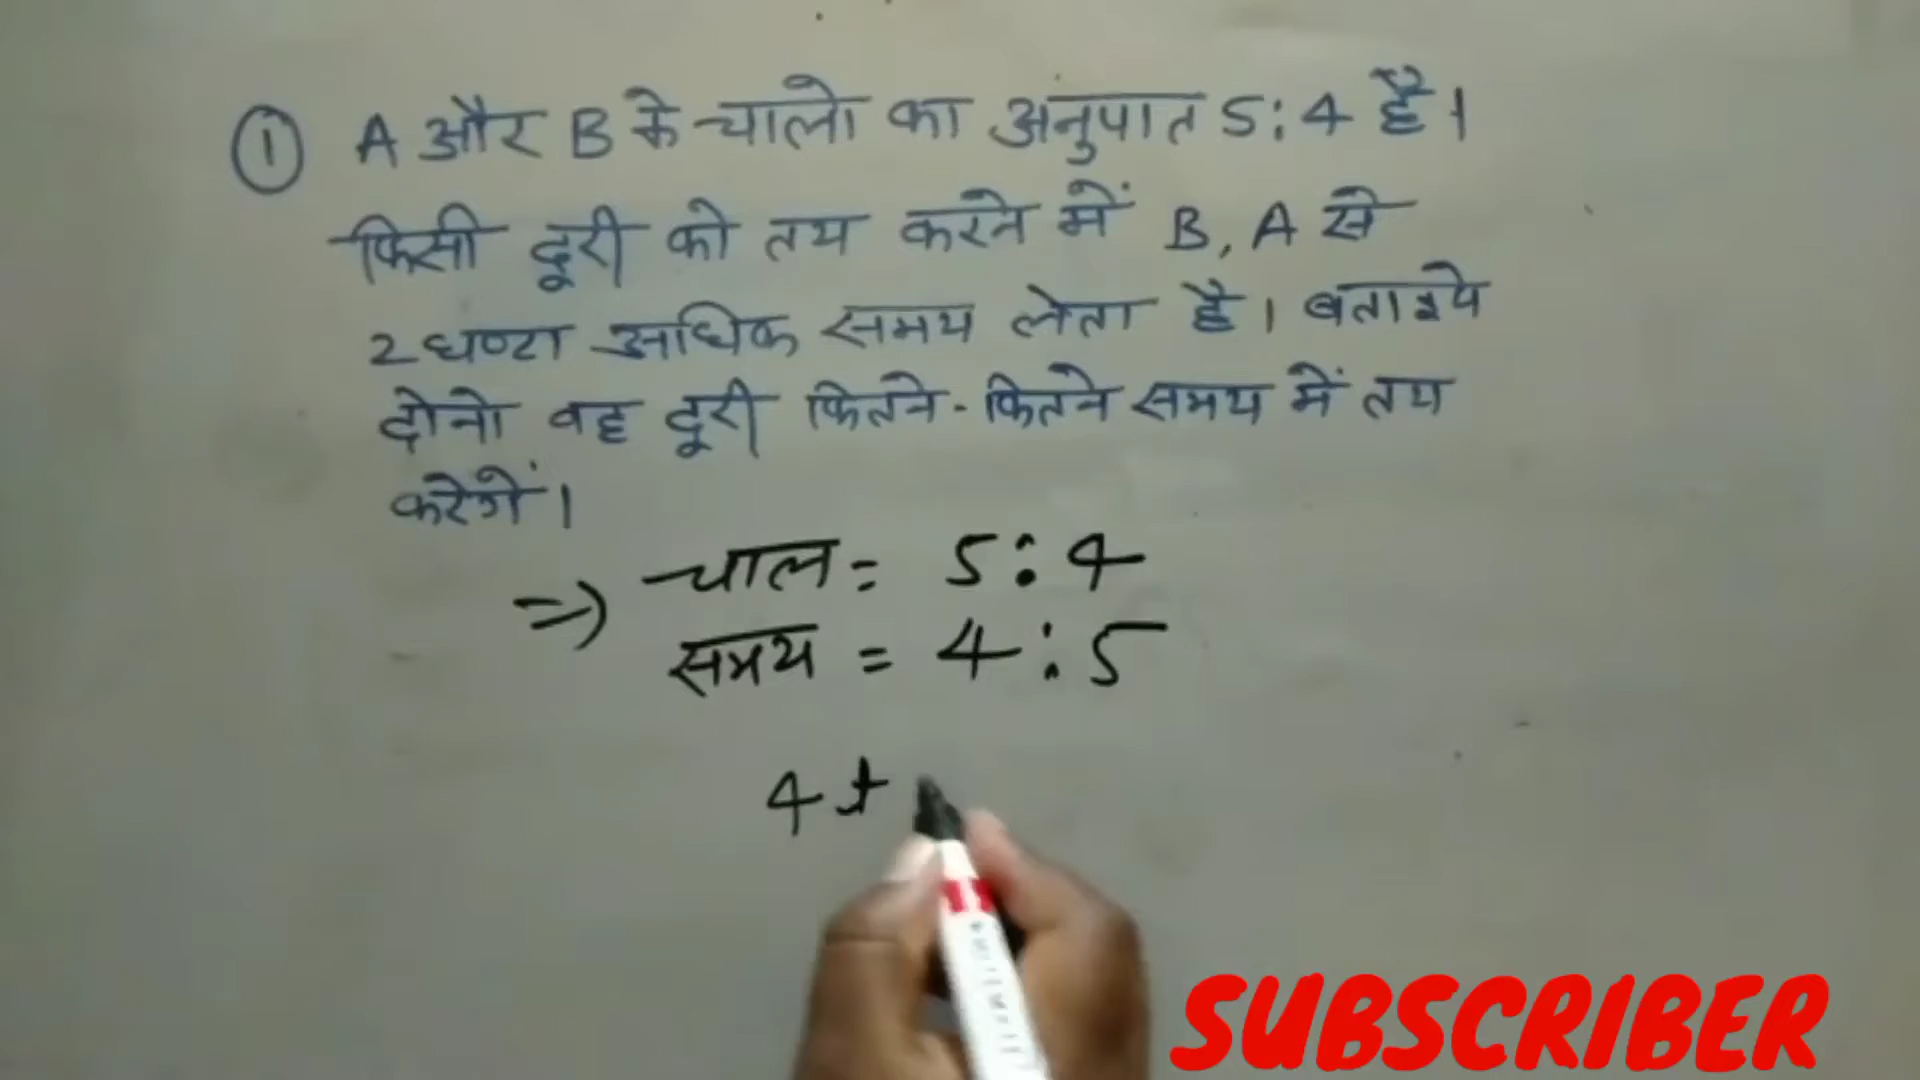 ① A और B के चालो का अनुपात 5:4 है।
किसी दूरी को तय करने में B, A से
2 घण्टा अधिक समय लेता है। बताइये
दोनो वह दूरी कितने-कितने समय में तय
करेगें।
=> चाल = 5:4
समय = 4:5
4+
SUBSCRIBER